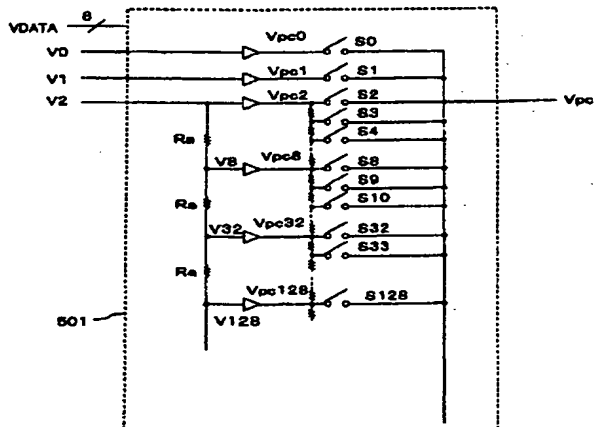 VDATA 8
V0 Vpc0 S0
V1 Vpc1 S1
V2 Vpc2 S2 Vpc
S3
S4
Ra
V8 Vpc8 S8
S9
Ra
S10
V32 Vpc32 S32
S33
Ra
Vpc128 S128
501
V128